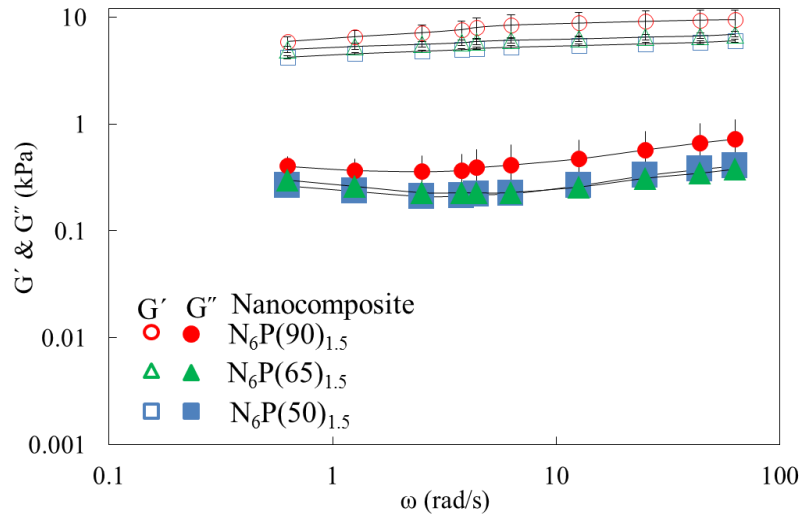 10
1
0.1
0.01
0.001
G′ & G″ (kPa)
G′ G″ Nanocomposite
N₆P(90)₁.₅
N₆P(65)₁.₅
N₆P(50)₁.₅
0.1 1 10 100
ω (rad/s)